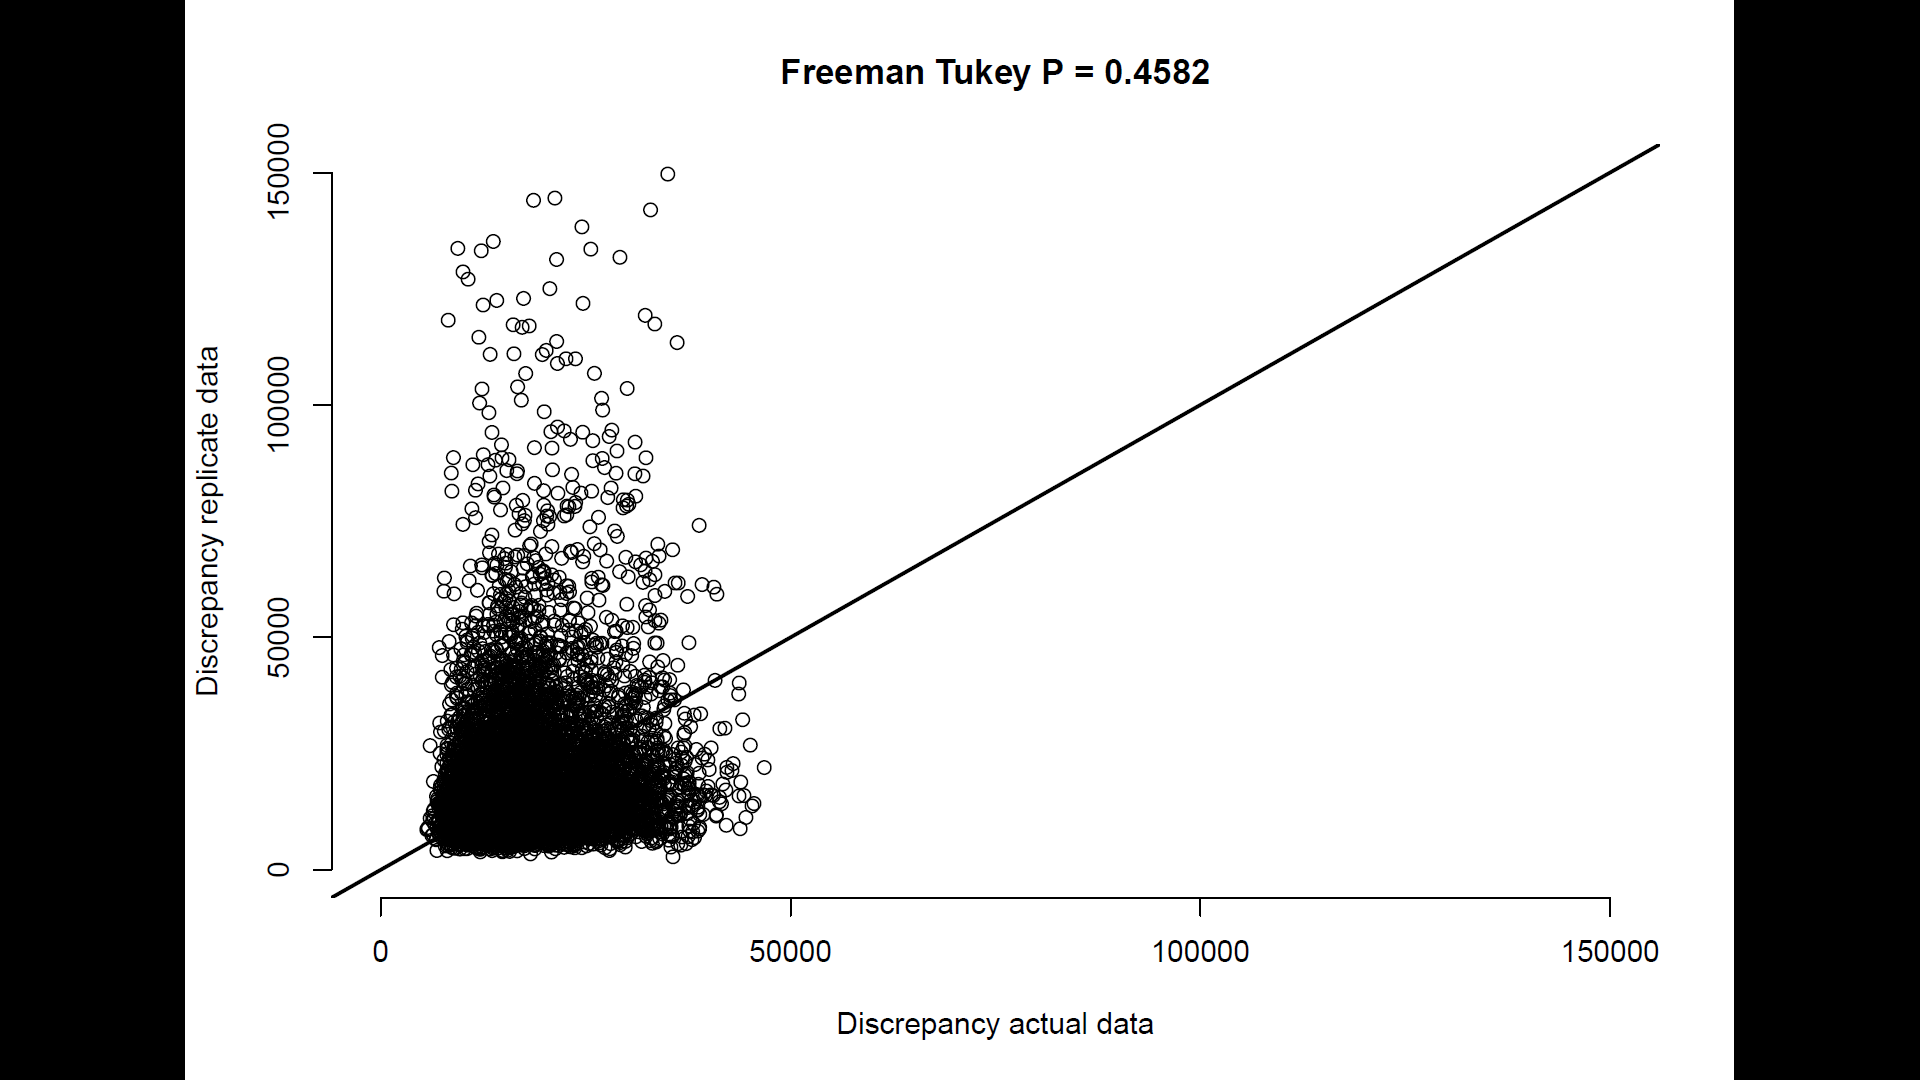 Freeman Tukey P = 0.4582
Discrepancy replicate data
150000
100000
50000
0
0 50000 100000 150000
Discrepancy actual data